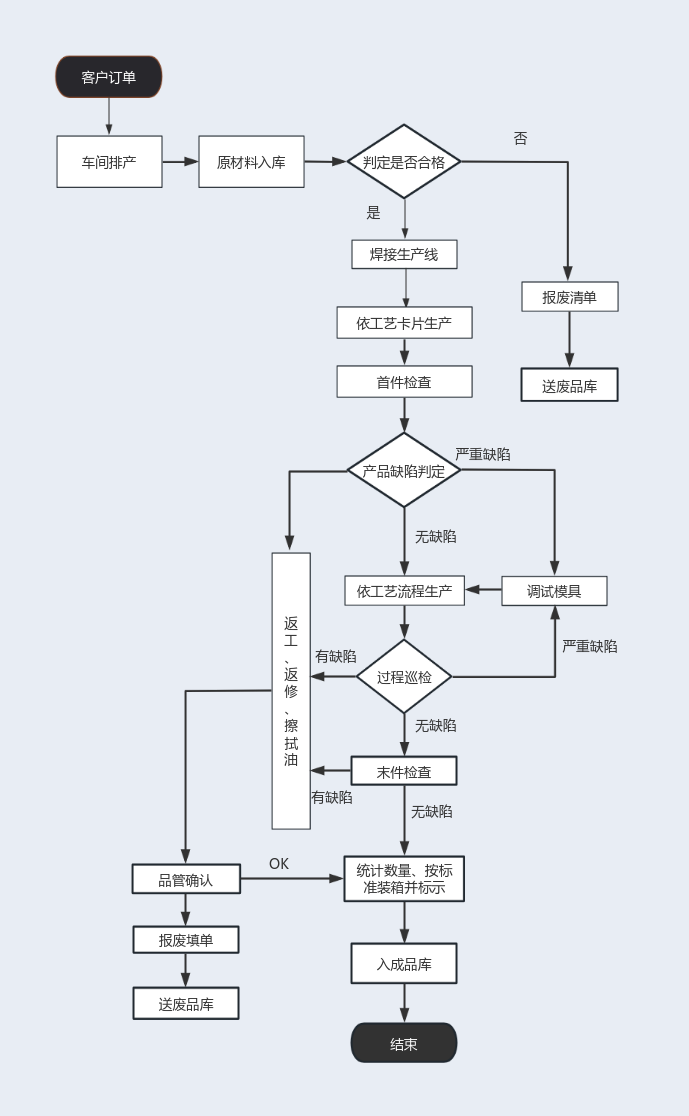 客户订单
否
车间排产
原材料入库
判定是否合格
是
焊接生产线
报废清单
依工艺卡片生产
首件检查
送废品库
严重缺陷
产品缺陷判定
无缺陷
依工艺流程生产
调试模具
返工、返修、擦拭油
有缺陷
严重缺陷
过程巡检
无缺陷
末件检查
有缺陷
无缺陷
OK
品管确认
统计数量、按标
准装箱并标示
报废填单
入成品库
送废品库
结束